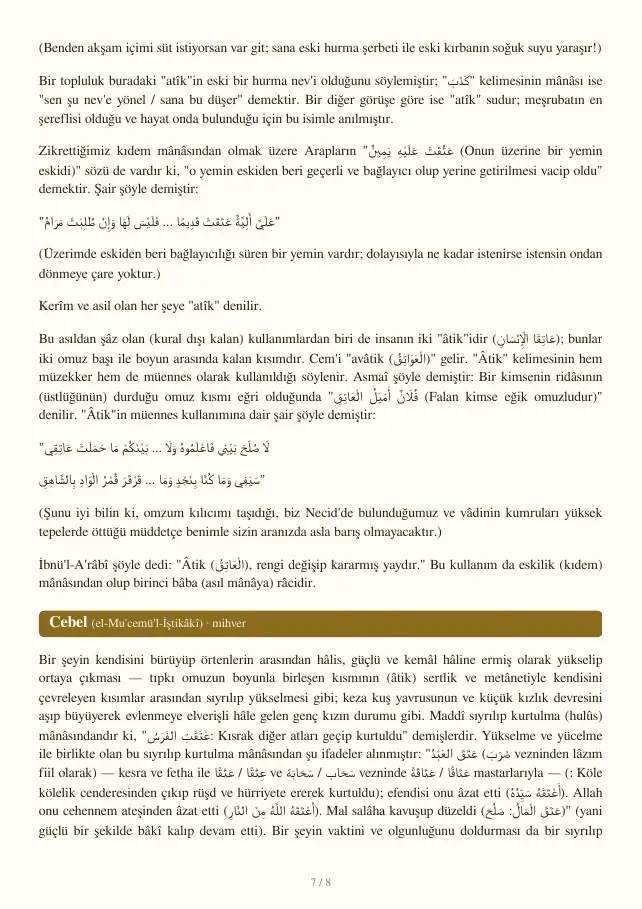 (Benden akşam içimi süt istiyorsan var git; sana eski hurma şerbeti ile eski kırbanın soğuk suyu yaraşır!)
Bir topluluk buradaki "atîk"in eski bir hurma nev'i olduğunu söylemiştir; "كَذَبَ" kelimesinin mânâsı ise
"sen şu nev'e yönel / sana bu düşer" demektir. Bir diğer görüşe göre ise "atîk" sudur; meşrubatın en
şereflisi olduğu ve hayat onda bulunduğu için bu isimle anılmıştır.
Zikrettiğimiz kıdem mânâsından olmak üzere Arapların "عَتُقَتْ عَلَيْهِ يَمِينٌ (Onun üzerine bir yemin
eskidi)" sözü de vardır ki, "o yemin eskiden beri geçerli ve bağlayıcı olup yerine getirilmesi vacip oldu"
demektir. Şair şöyle demiştir:
"عَلَيَّ أَلِيَّةٌ عَتَقَتْ قَدِيمًا ... فَلَيْسَ لَهَا وَإِنْ طُلِبَتْ مَرَامُ"
(Üzerimde eskiden beri bağlayıcılığı süren bir yemin vardır; dolayısıyla ne kadar istenirse istensin ondan
dönmeye çare yoktur.)
Kerîm ve asil olan her şeye "atîk" denilir.
Bu asıldan şâz olan (kural dışı kalan) kullanımlardan biri de insanın iki "âtik"idir (عَاتِقَا الْإِنْسَانِ); bunlar
iki omuz başı ile boyun arasında kalan kısımdır. Cem'i "avâtik (الْعَوَاتِقُ)" gelir. "Âtik" kelimesinin hem
müzekker hem de müennes olarak kullanıldığı söylenir. Asmaî şöyle demiştir: Bir kimsenin ridâsının
(üstlüğünün) durduğu omuz kısmı eğri olduğunda "فُلَانٌ أَمْيَلُ الْعَاتِقِ (Falan kimse eğik omuzludur)"
denilir. "Âtik"in müennes kullanımına dair şair şöyle demiştir:
"لَا صُلْحَ بَيْنِي فَاعْلَمُوهُ وَلَا ... بَيْنَكُمْ مَا حَمَلَتْ عَاتِقِي
سَيْفِي وَمَا كُنَّا بِنَجْدٍ وَمَا ... قَرْقَرَ قُمْرُ الْوَادِ بِالشَّاهِقِ"
(Şunu iyi bilin ki, omzum kılıcımı taşıdığı, biz Necid'de bulunduğumuz ve vâdinin kumruları yüksek
tepelerde öttüğü müddetçe benimle sizin aranızda asla barış olmayacaktır.)
İbnü'l-A'râbî şöyle dedi: "Âtik (الْعَاتِقُ), rengi değişip kararmış yaydır." Bu kullanım da eskilik (kıdem)
mânâsından olup birinci bâba (asıl mânâya) râcidir.
Cebel (el-Mu'cemü'l-İştikâkî) · mihver
Bir şeyin kendisini bürüyüp örtenlerin arasından hâlis, güçlü ve kemâl hâline ermiş olarak yükselip
ortaya çıkması — tıpkı omuzun boyunla birleşen kısmının (âtik) sertlik ve metânetiyle kendisini
çevreleyen kısımlar arasından sıyrılıp yükselmesi gibi; keza kuş yavrusunun ve küçük kızlık devresini
aşıp büyüyerek evlenmeye elverişli hâle gelen genç kızın durumu gibi. Maddî sıyrılıp kurtulma (hulûs)
mânâsındandır ki, "عَتَقَتِ الفَرَسُ: Kısrak diğer atları geçip kurtuldu" demişlerdir. Yükselme ve yücelme
ile birlikte olan bu sıyrılıp kurtulma mânâsından şu ifadeler alınmıştır: "عَتَقَ العَبْدُ (ضَرَبَ vezninden lâzım
fiil olarak) — kesra ve fetha ile عِتْقًا / عَتْقًا ve سَحَاب / سَحَابَة vezninde عَتَاقًا / عَتَاقَةً mastarlarıyla — (: Köle
kölelik cenderesinden çıkıp rüşd ve hürriyete ererek kurtuldu); efendisi onu âzat etti (أَعْتَقَهُ سَيِّدُهُ). Allah
onu cehennem ateşinden âzat etti (أَعْتَقَهُ اللَّهُ مِنَ النَّارِ). Mal salâha kavuşup düzeldi (عَتَقَ الْمَالُ: صَلَحَ)" (yani
güçlü bir şekilde bâkî kalıp devam etti). Bir şeyin vaktini ve olgunluğunu doldurması da bir sıyrılıp
7 / 8